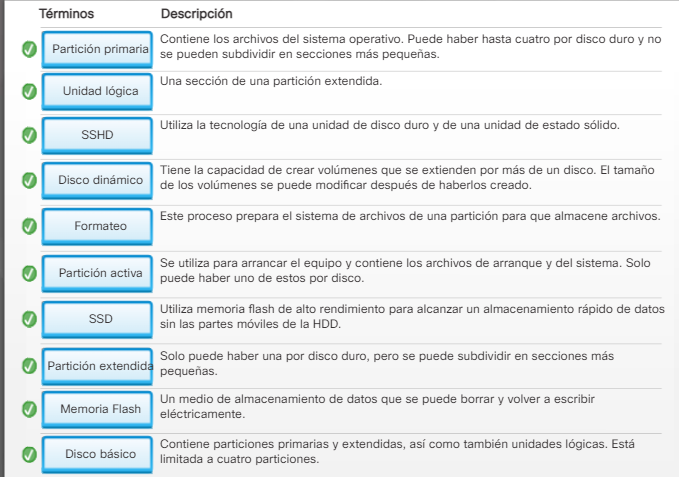 Términos Descripción
Partición primaria
Contiene los archivos del sistema operativo. Puede haber hasta cuatro por disco duro y no
se pueden subdividir en secciones más pequeñas.
Unidad lógica
Una sección de una partición extendida.
SSHD
Utiliza la tecnología de una unidad de disco duro y de una unidad de estado sólido.
Disco dinámico
Tiene la capacidad de crear volúmenes que se extienden por más de un disco. El tamaño
de los volúmenes se puede modificar después de haberlos creado.
Formateo
Este proceso prepara el sistema de archivos de una partición para que almacene archivos.
Partición activa
Se utiliza para arrancar el equipo y contiene los archivos de arranque y del sistema. Solo
puede haber uno de estos por disco.
SSD
Utiliza memoria flash de alto rendimiento para alcanzar un almacenamiento rápido de datos
sin las partes móviles de la HDD.
Partición extendida
Solo puede haber una por disco duro, pero se puede subdividir en secciones más
pequeñas.
Memoria Flash
Un medio de almacenamiento de datos que se puede borrar y volver a escribir
eléctricamente.
Disco básico
Contiene particiones primarias y extendidas, así como también unidades lógicas. Está
limitada a cuatro particiones.